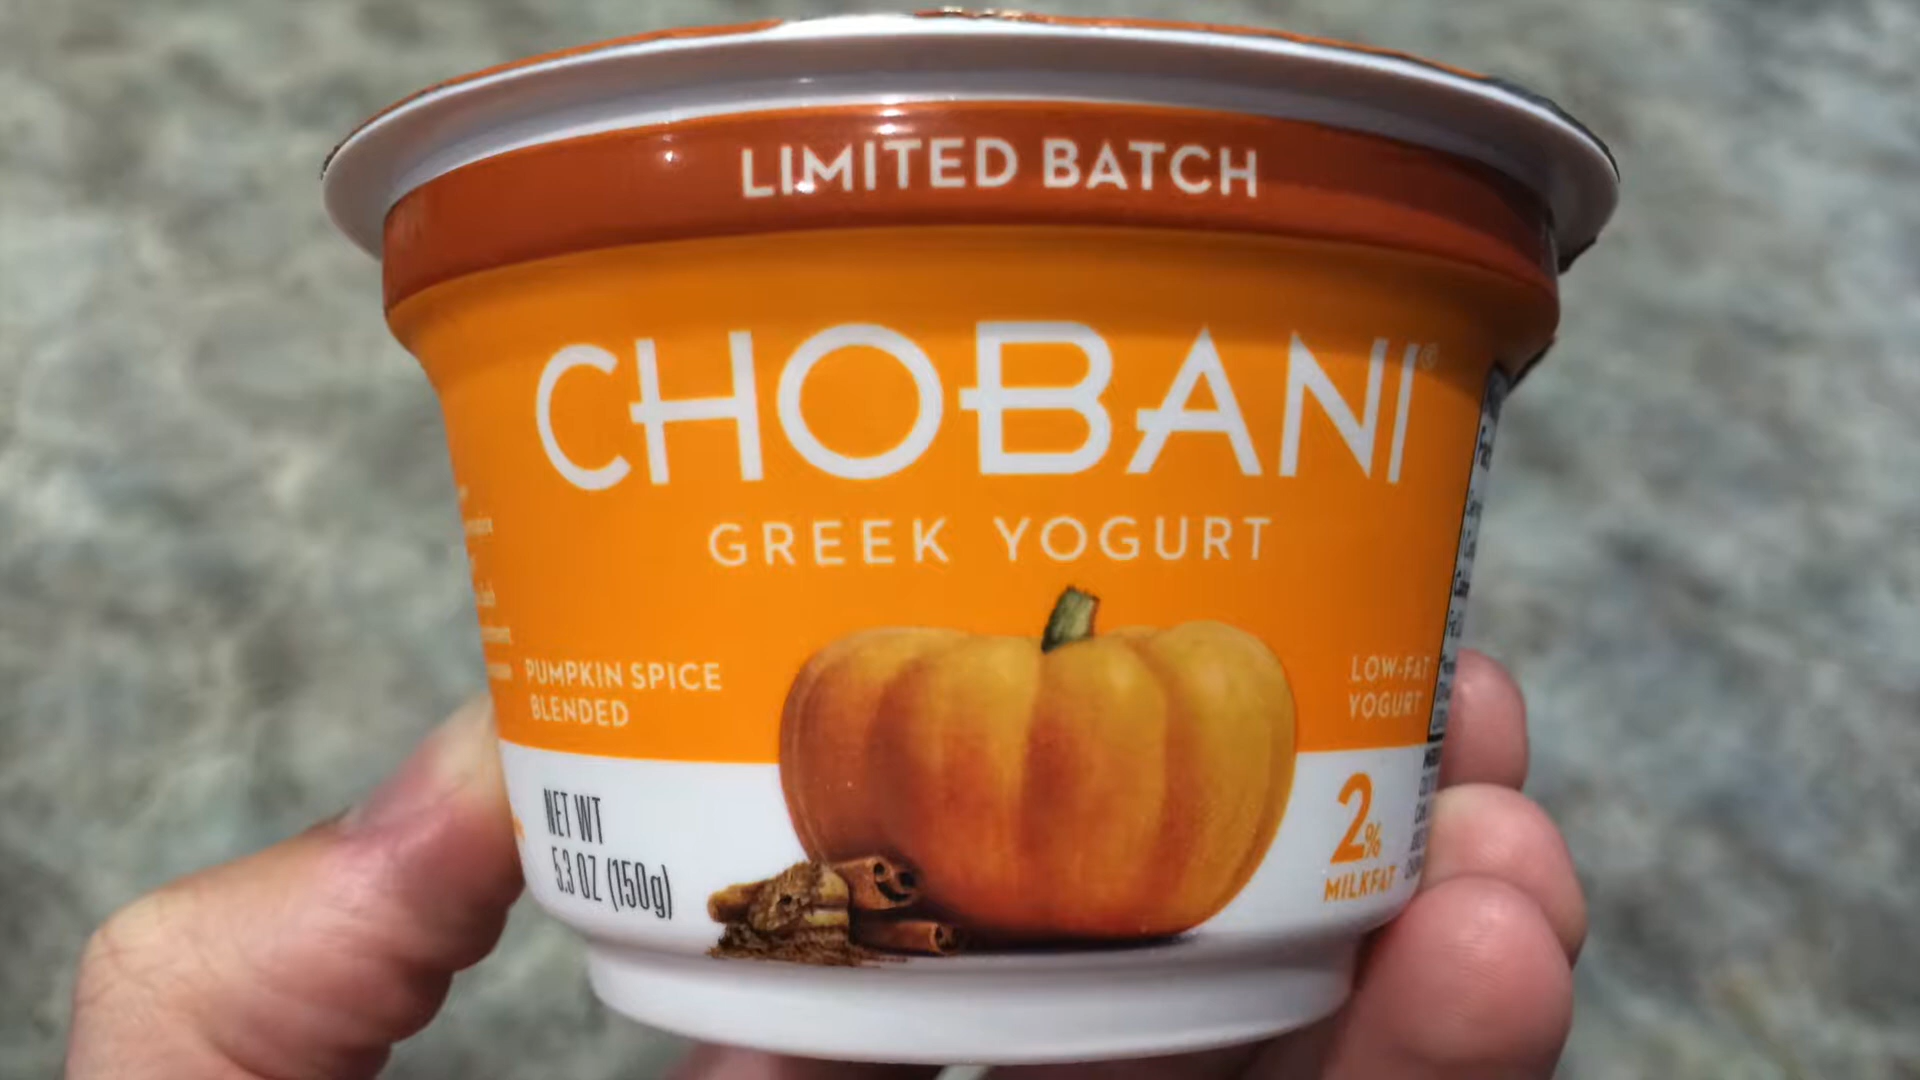 LIMITED BATCH
CHOBANI®
GREEK YOGURT
PUMPKIN SPICE
BLENDED
LOW-FAT
YOGURT
NET WT
5.3 OZ (150g)
2%
MILKFAT